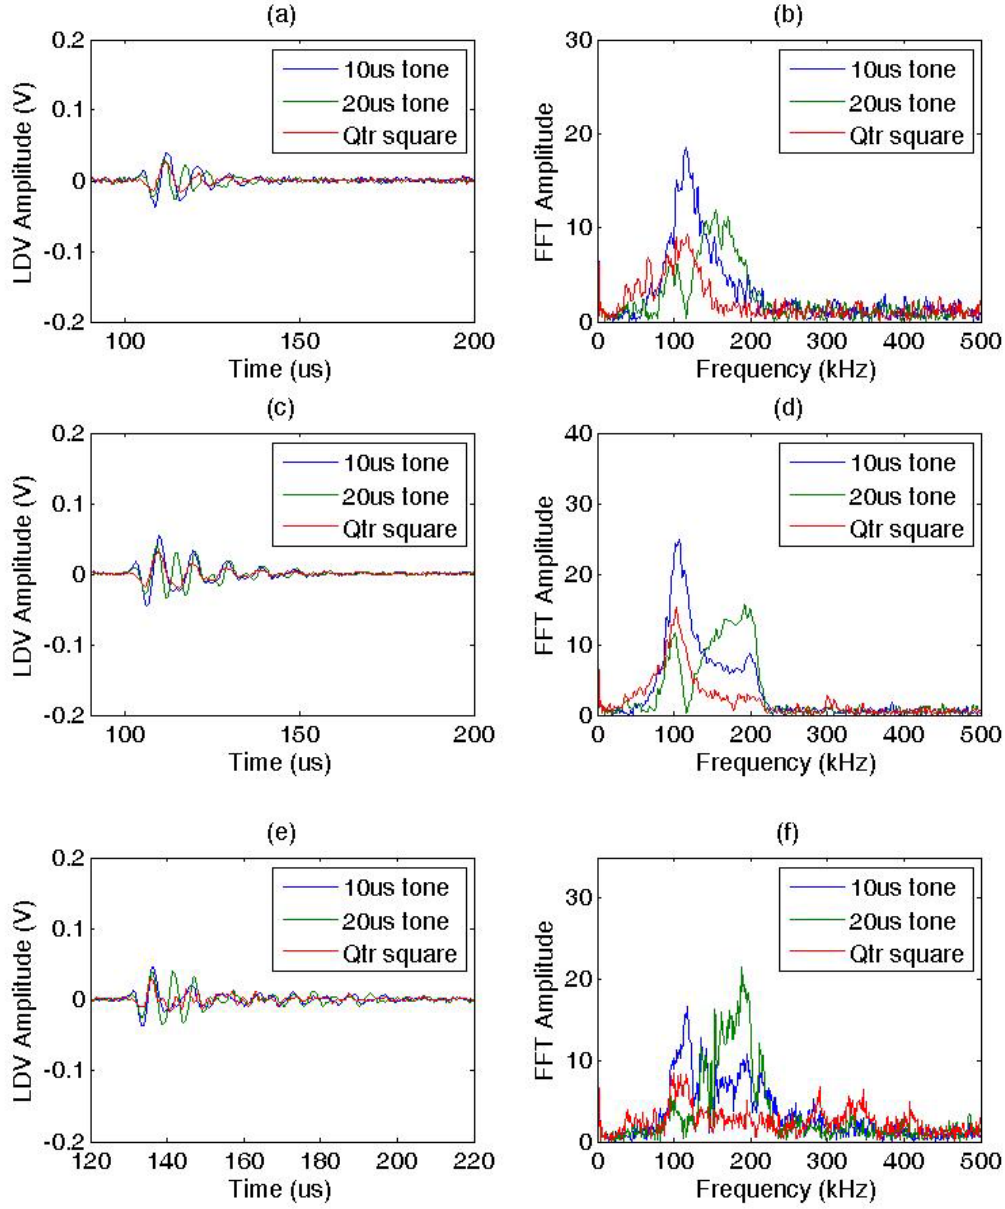 (a)
0.2
0.1
0
-0.1
-0.2
LDV Amplitude (V)
10us tone
20us tone
Qtr square
100
150
200
Time (us)
(b)
30
20
10
0
FFT Amplitude
10us tone
20us tone
Qtr square
0
100
200
300
400
500
Frequency (kHz)
(c)
0.2
0.1
0
-0.1
-0.2
LDV Amplitude (V)
10us tone
20us tone
Qtr square
100
150
200
Time (us)
(d)
40
30
20
10
0
FFT Amplitude
10us tone
20us tone
Qtr square
0
100
200
300
400
500
Frequency (kHz)
(e)
0.2
0.1
0
-0.1
-0.2
LDV Amplitude (V)
10us tone
20us tone
Qtr square
120
140
160
180
200
220
Time (us)
(f)
30
20
10
0
FFT Amplitude
10us tone
20us tone
Qtr square
0
100
200
300
400
500
Frequency (kHz)